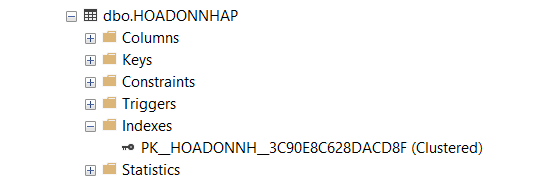 dbo.HOADONNHAP
Columns
Keys
Constraints
Triggers
Indexes
PK__HOADONNH__3C90E8C628DACD8F (Clustered)
Statistics